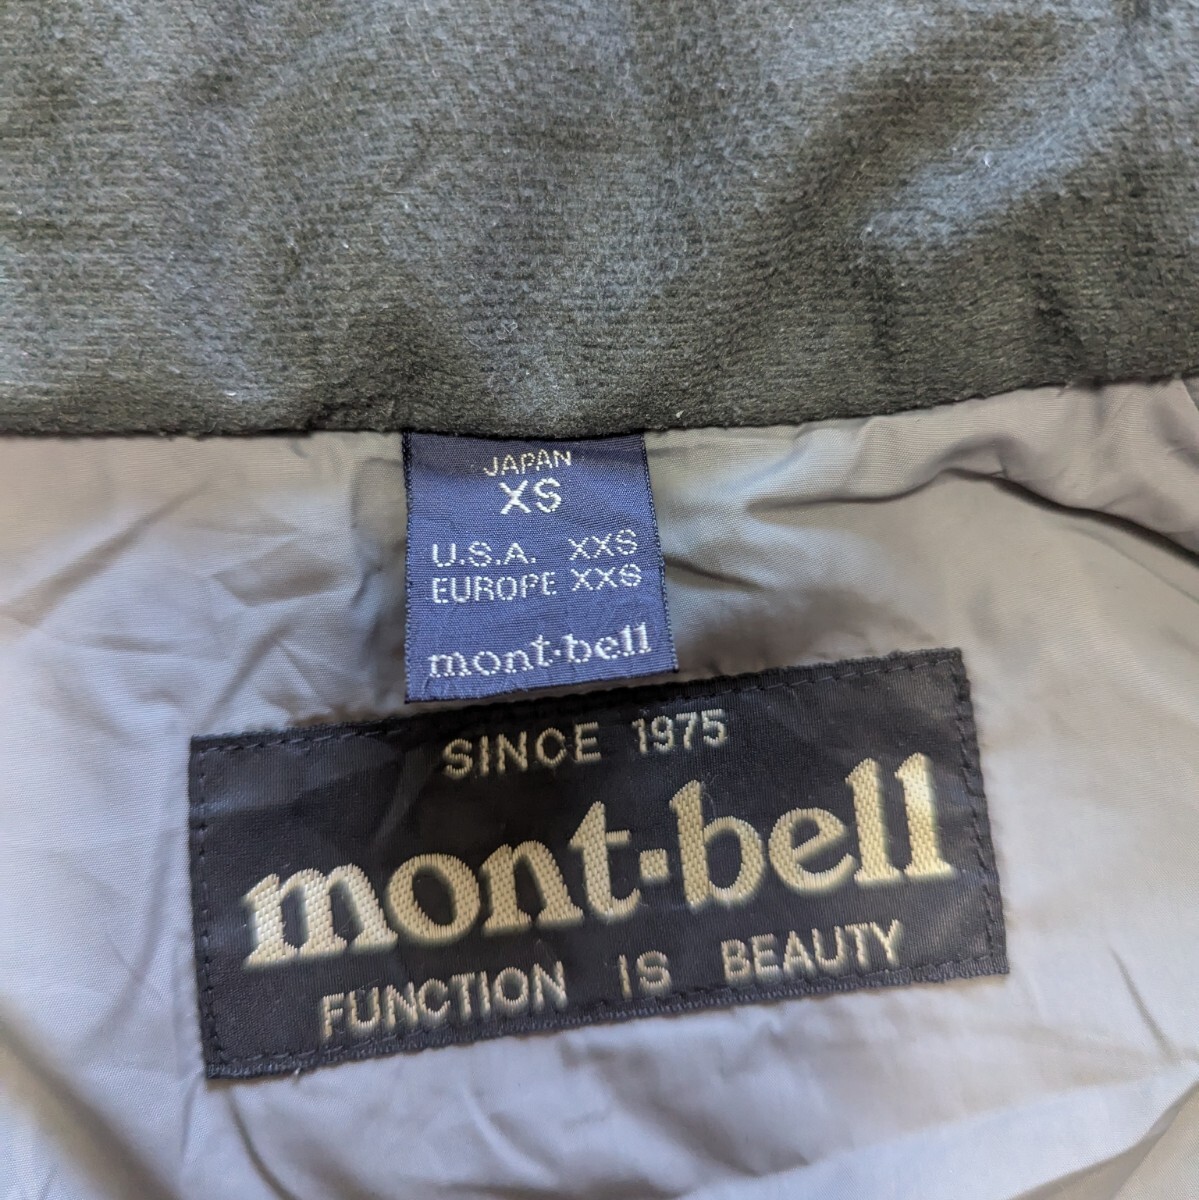 JAPAN
XS
U.S.A. XXS
EUROPE XXS
mont·bell
SINCE 1975
mont·bell
FUNCTION IS BEAUTY